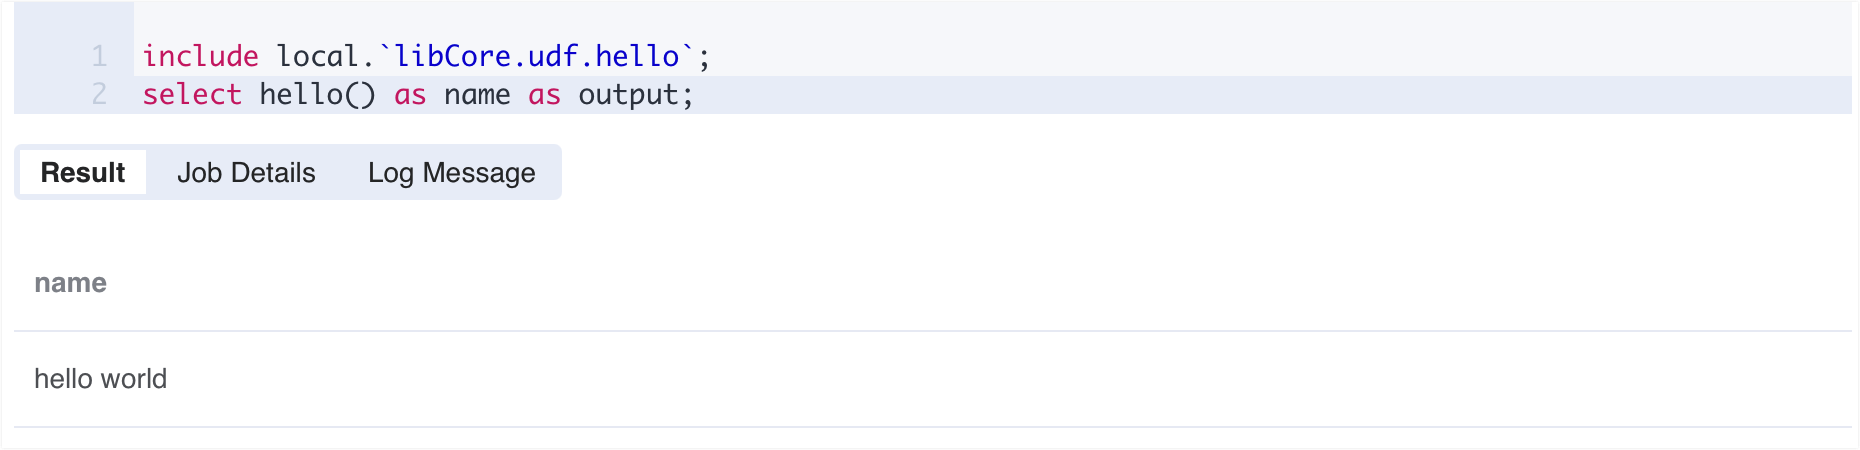 1 include local.`libCore.udf.hello`;
2 select hello() as name as output;
Result Job Details Log Message
name
hello world